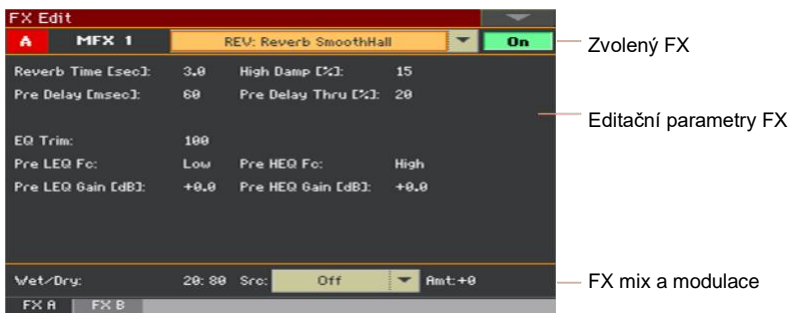 FX Edit
A MFX 1 REV: Reverb SmoothHall On
Zvolený FX
Reverb Time [sec]: 3.0 High Damp [%]: 15
Pre Delay [msec]: 60 Pre Delay Thru [%]: 20
Editační parametry FX
EQ Trim: 100
Pre LEQ Fc: Low Pre HEQ Fc: High
Pre LEQ Gain [dB]: +0.0 Pre HEQ Gain [dB]: +0.0
Wet/Dry: 20:80 Src: Off Amt:+0
FX mix a modulace
FX A FX B